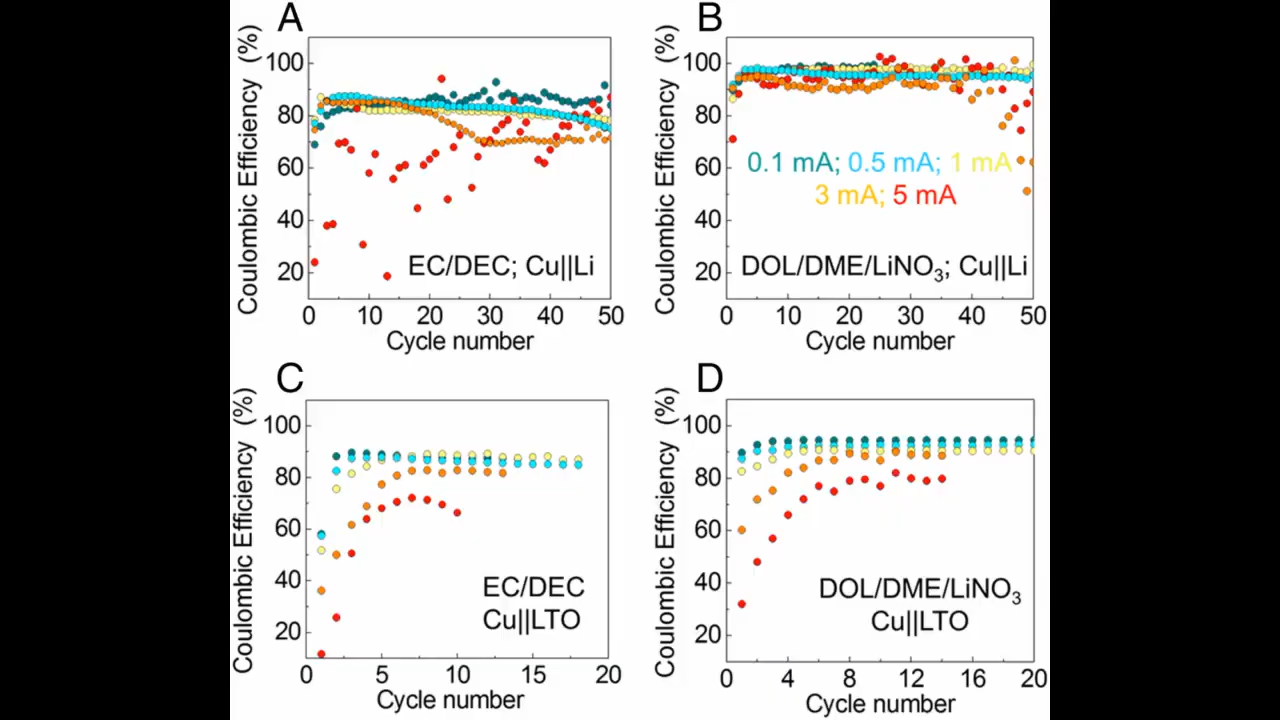 A
Coulombic Efficiency (%)
100
80
60
40
20
0
10
20
30
40
50
Cycle number
EC/DEC; Cu||Li
B
Coulombic Efficiency (%)
100
80
60
40
20
0
10
20
30
40
50
Cycle number
0.1 mA; 0.5 mA; 1 mA
3 mA; 5 mA
DOL/DME/LiNO₃; Cu||Li
C
Coulombic Efficiency (%)
100
80
60
40
20
0
5
10
15
20
Cycle number
EC/DEC
Cu||LTO
D
Coulombic Efficiency (%)
100
80
60
40
20
0
4
8
12
16
20
Cycle number
DOL/DME/LiNO₃
Cu||LTO